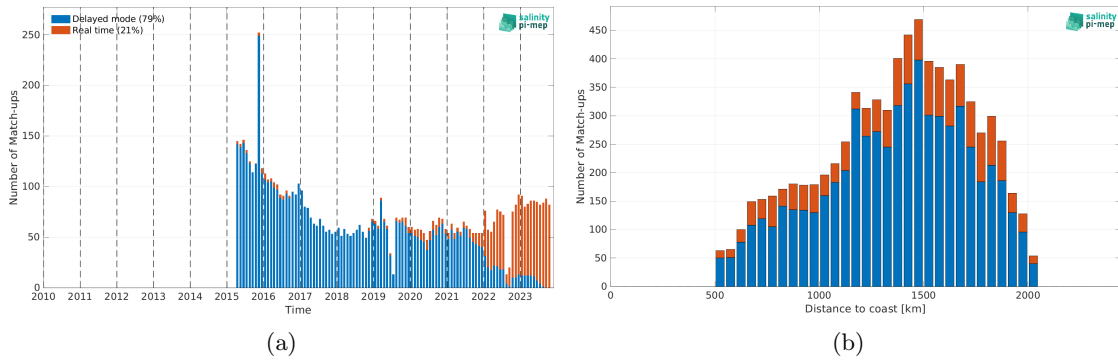 Delayed mode (79%)
Real time (21%)
salinity
pi-mep
Number of Match-ups
250
200
150
100
50
0
2010 2011 2012 2013 2014 2015 2016 2017 2018 2019 2020 2021 2022 2023
Time
(a)
salinity
pi-mep
Number of Match-ups
450
400
350
300
250
200
150
100
50
0
0 500 1000 1500 2000
Distance to coast [km]
(b)